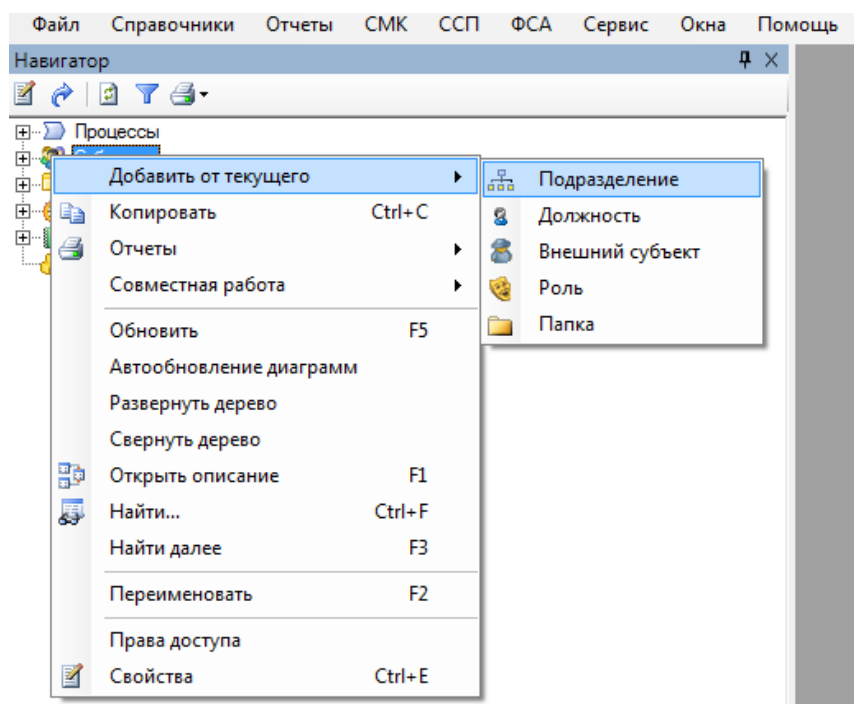 Файл Справочники Отчеты СМК ССП ФСА Сервис Окна Помощь
Навигатор
Процессы
Добавить от текущего
Копировать Ctrl+C
Отчеты
Совместная работа
Обновить F5
Автообновление диаграмм
Развернуть дерево
Свернуть дерево
Открыть описание F1
Найти... Ctrl+F
Найти далее F3
Переименовать F2
Права доступа
Свойства Ctrl+E
Подразделение
Должность
Внешний субъект
Роль
Папка